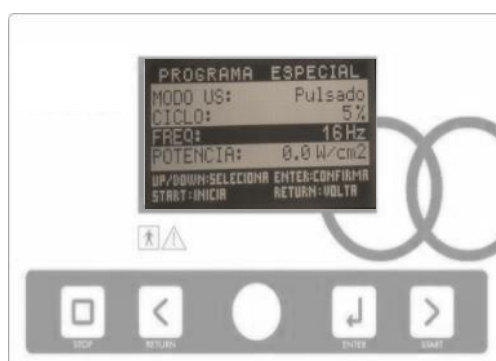 PROGRAMA ESPECIAL
MODO US: Pulsado
CICLO: 5%
FREQ: 16Hz
POTENCIA: 0.0 W/cm2
UP/DOWN:SELECIONA ENTER:CONFIRMA
START:INICIA RETURN:VOLTA
STOP RETURN ENTER START